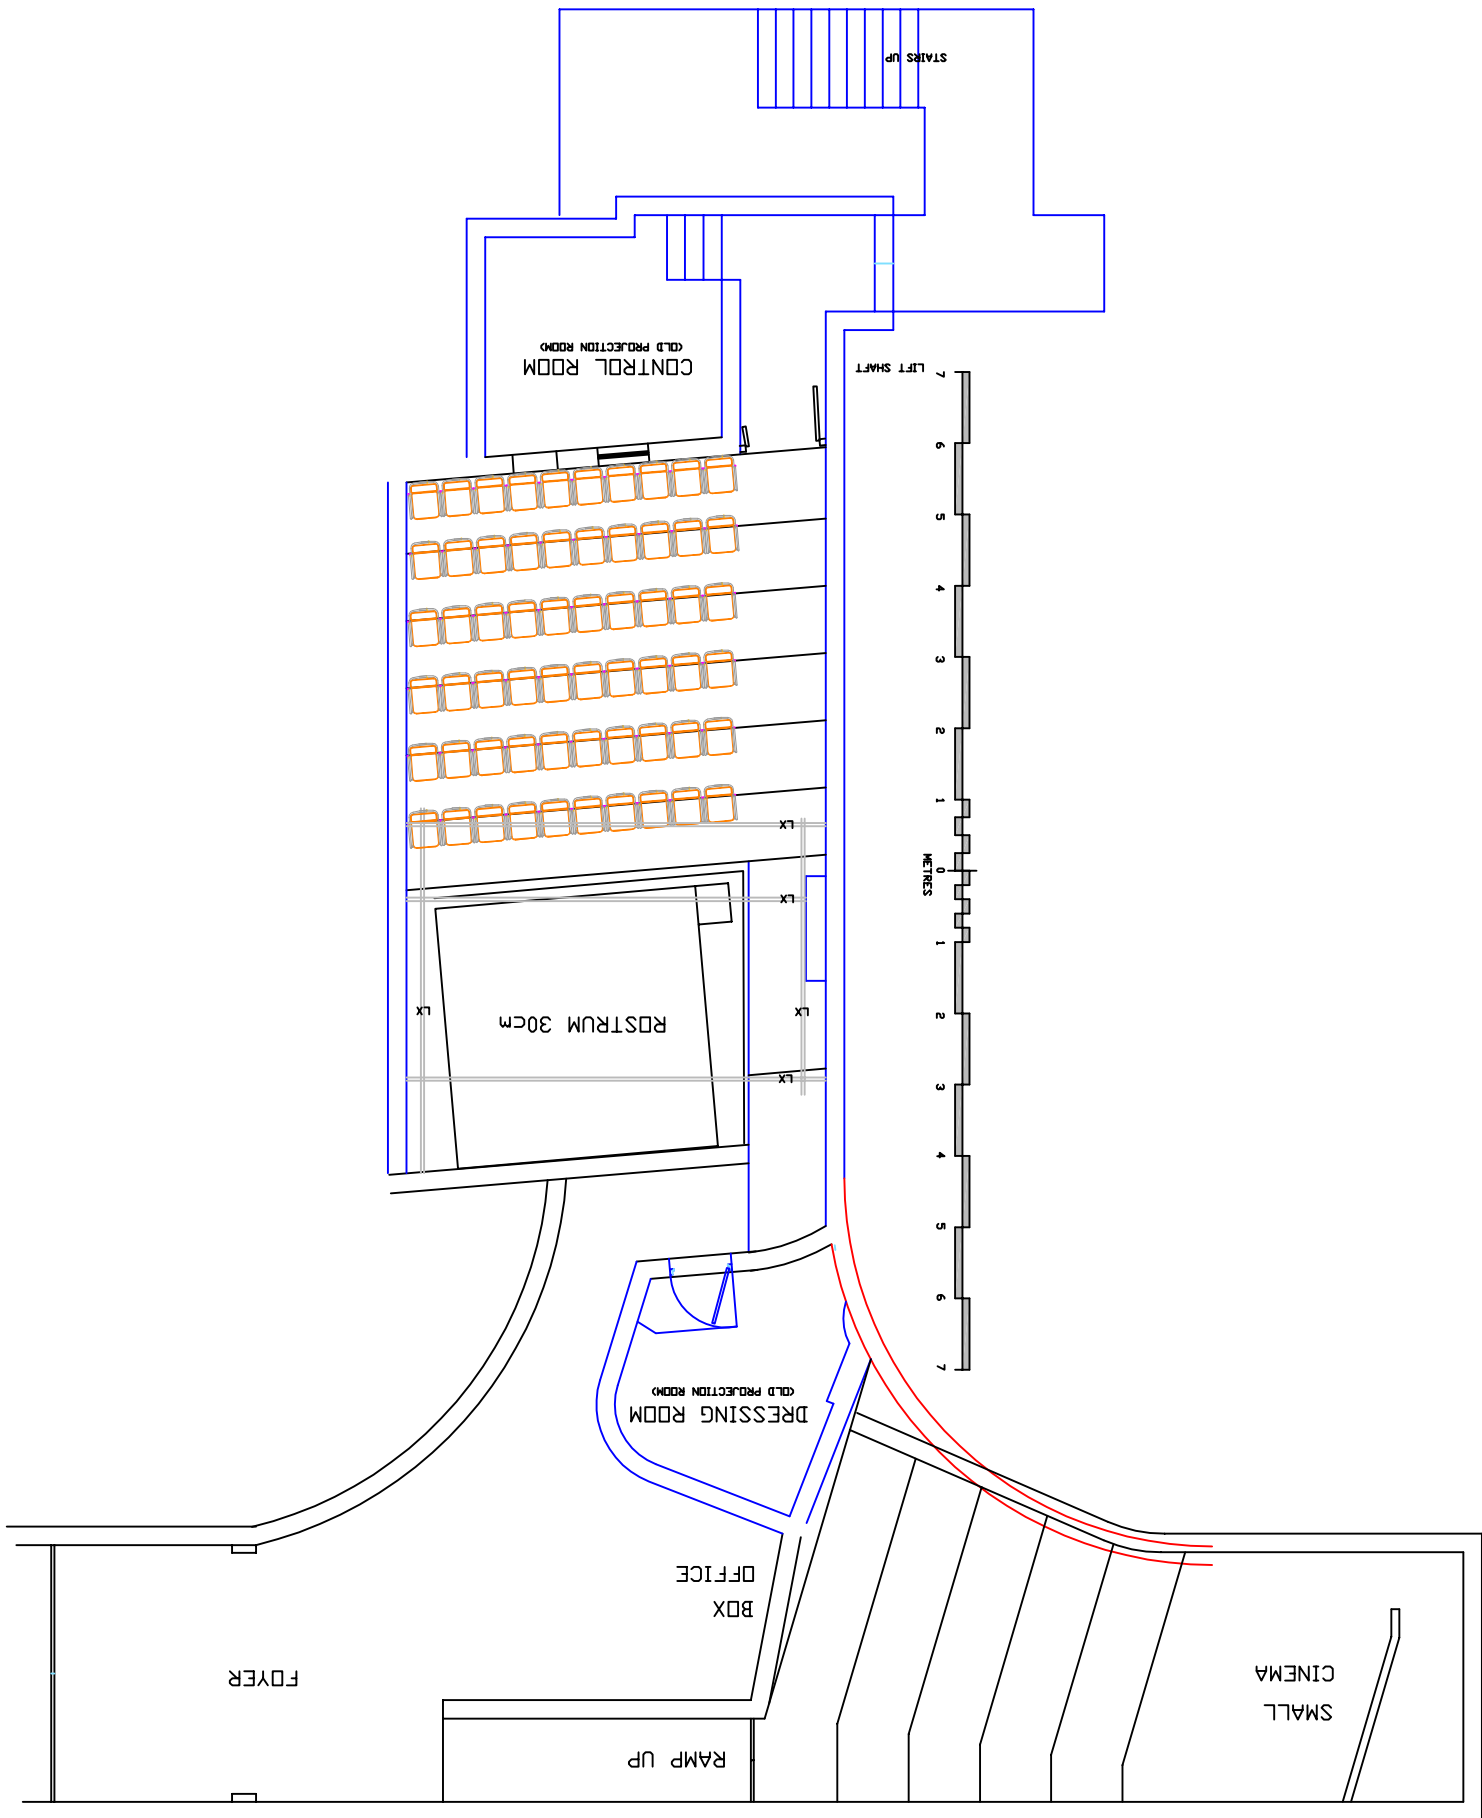 RAMP UP
SMALL
CINEMA
FOYER
BOX
OFFICE
DRESSING ROOM
(OLD PROJECTION ROOM)
7
6
5
4
3
2
1
0
METRES
1
2
3
4
5
6
7
LX
LX
ROSTRUM 30cm
LX
LX
LX
LIFT SHAFT
CONTROL ROOM
(OLD PROJECTION ROOM)
STAIRS UP